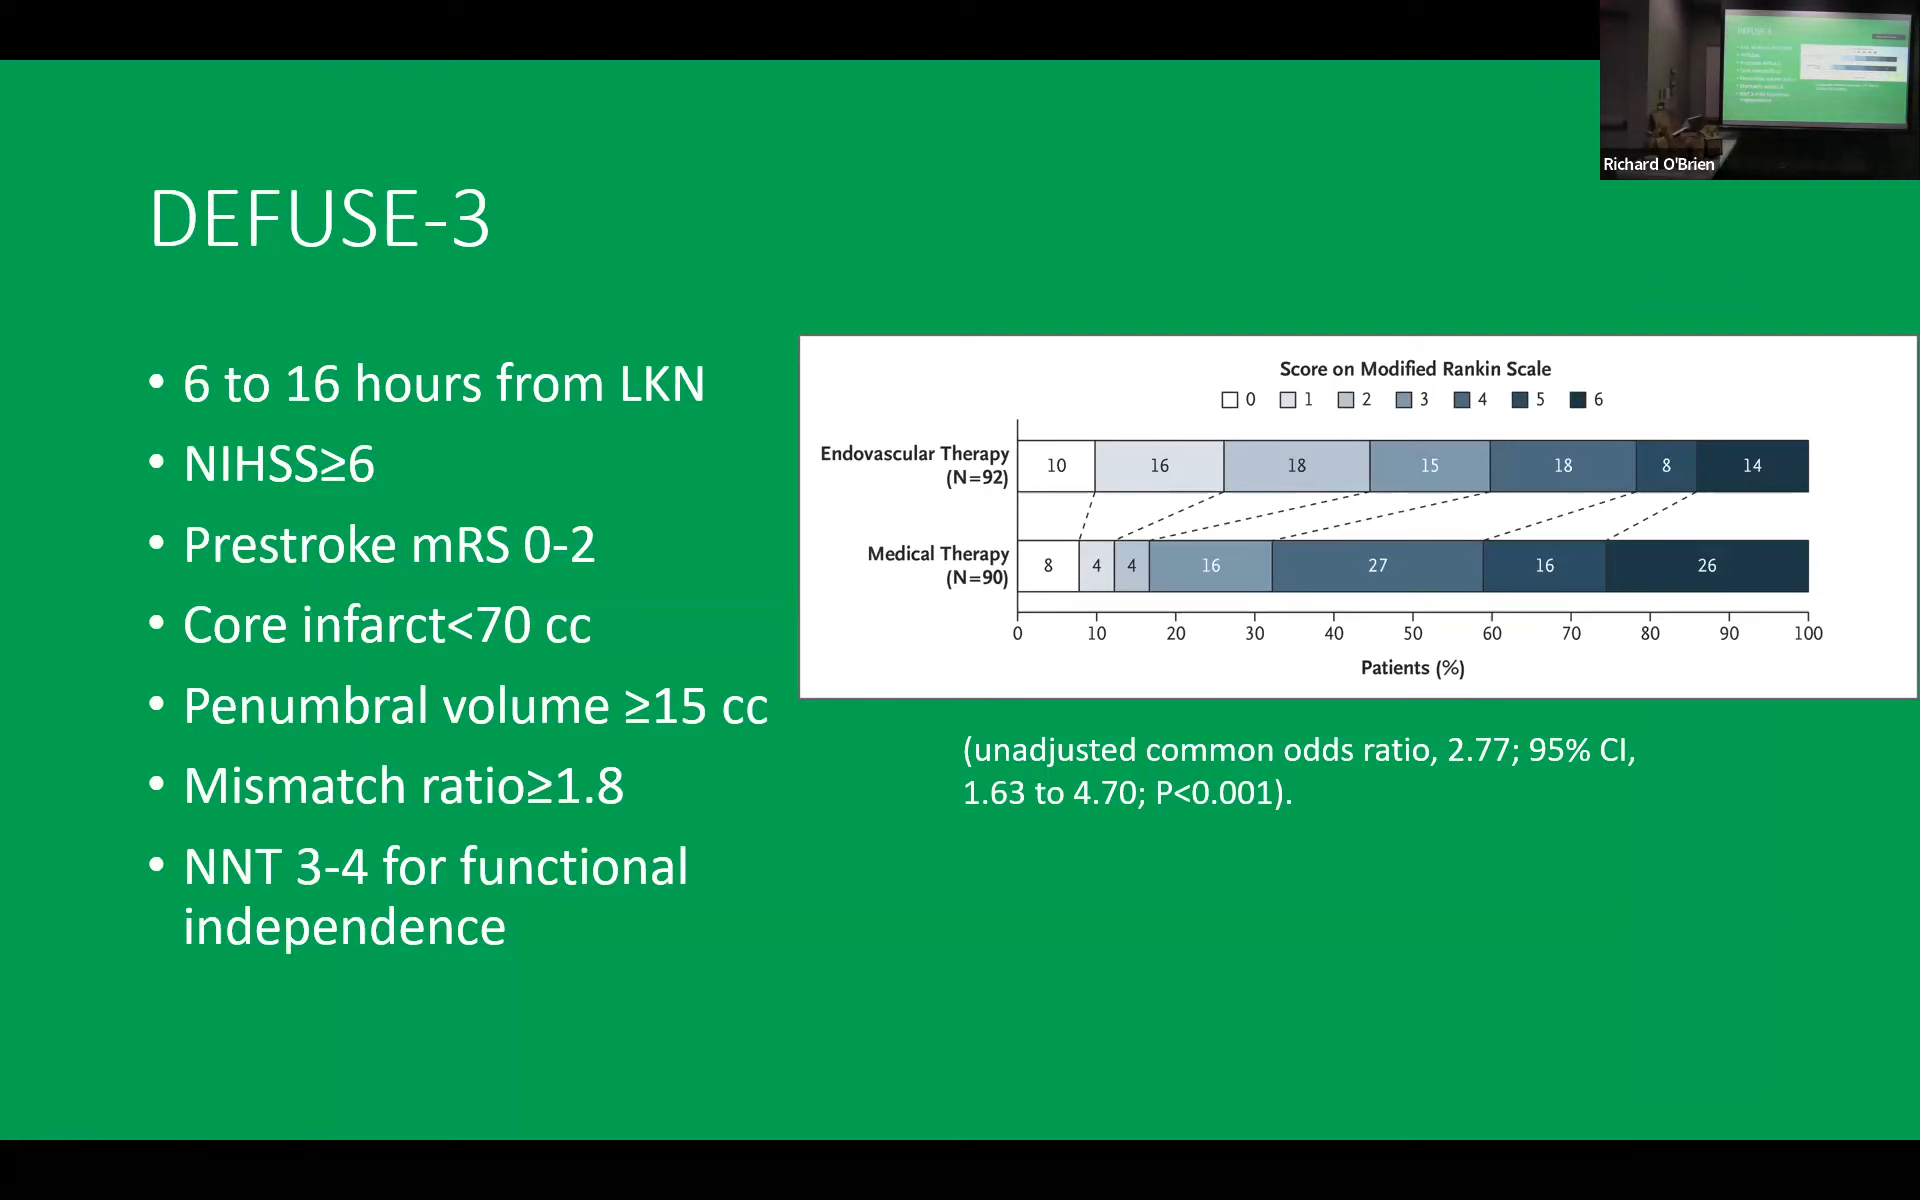 Richard O'Brien
DEFUSE-3
• 6 to 16 hours from LKN
• NIHSS≥6
• Prestroke mRS 0-2
• Core infarct<70 cc
• Penumbral volume ≥15 cc
• Mismatch ratio≥1.8
• NNT 3-4 for functional
independence
Score on Modified Rankin Scale
0 1 2 3 4 5 6
Endovascular Therapy
(N=92)
10 16 18 15 18 8 14
Medical Therapy
(N=90)
8 4 4 16 27 16 26
0 10 20 30 40 50 60 70 80 90 100
Patients (%)
(unadjusted common odds ratio, 2.77; 95% CI,
1.63 to 4.70; P<0.001).